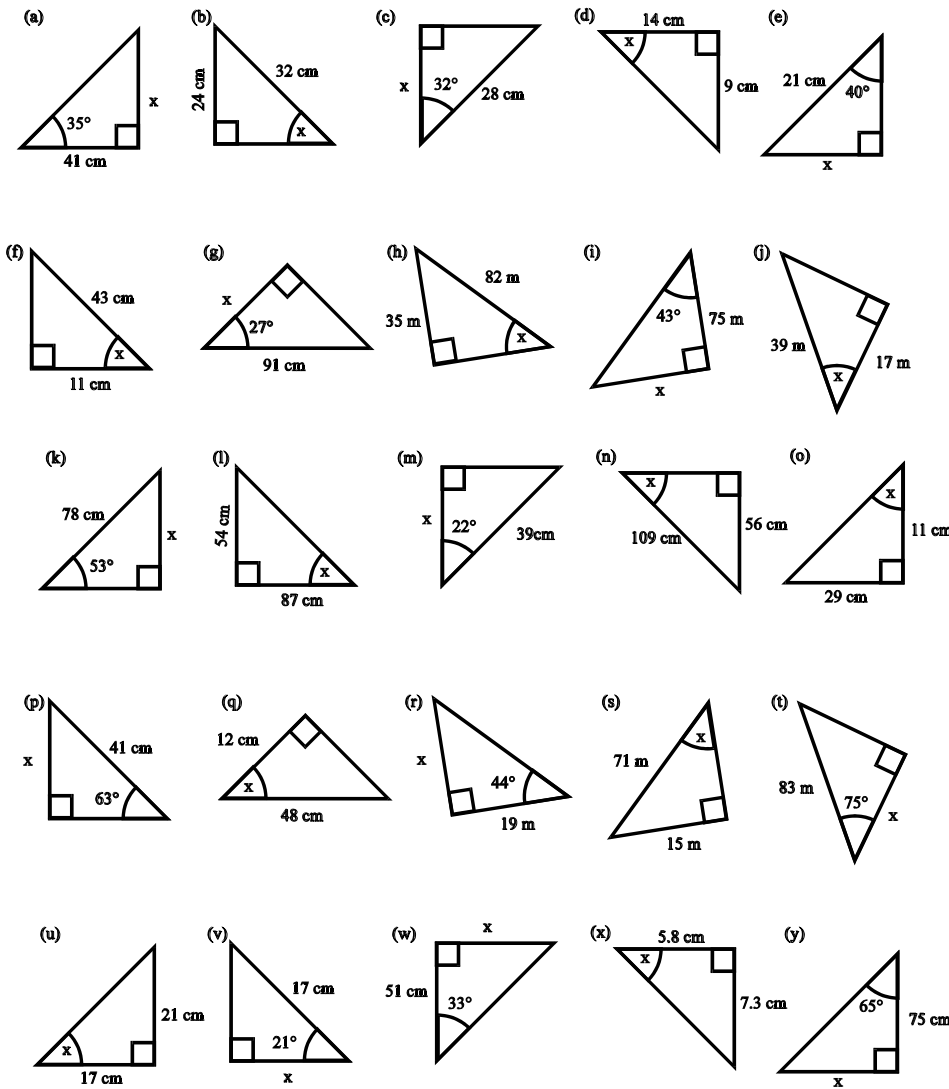 (a) (b) (c) (d) 14 cm (e)
24 cm 32 cm x 32° 28 cm x 9 cm 21 cm 40°
35° x x
41 cm x
(f) (g) (h) (i) (j)
43 cm x 82 m
x 27° 35 m x 43° 75 m 39 m x 17 m
11 cm 91 cm x
(k) (l) (m) (n) (o)
78 cm x 54 cm x 22° 39cm x 109 cm 56 cm x 11 cm
53° x
87 cm 29 cm
(p) (q) (r) (s) (t)
x 41 cm 12 cm x 71 m x 83 m
63° x 44° 75° x
48 cm 19 m 15 m
(u) (v) (w) x (x) 5.8 cm (y)
21 cm 17 cm 51 cm 33° x 7.3 cm 65° 75 cm
x 21°
17 cm x x